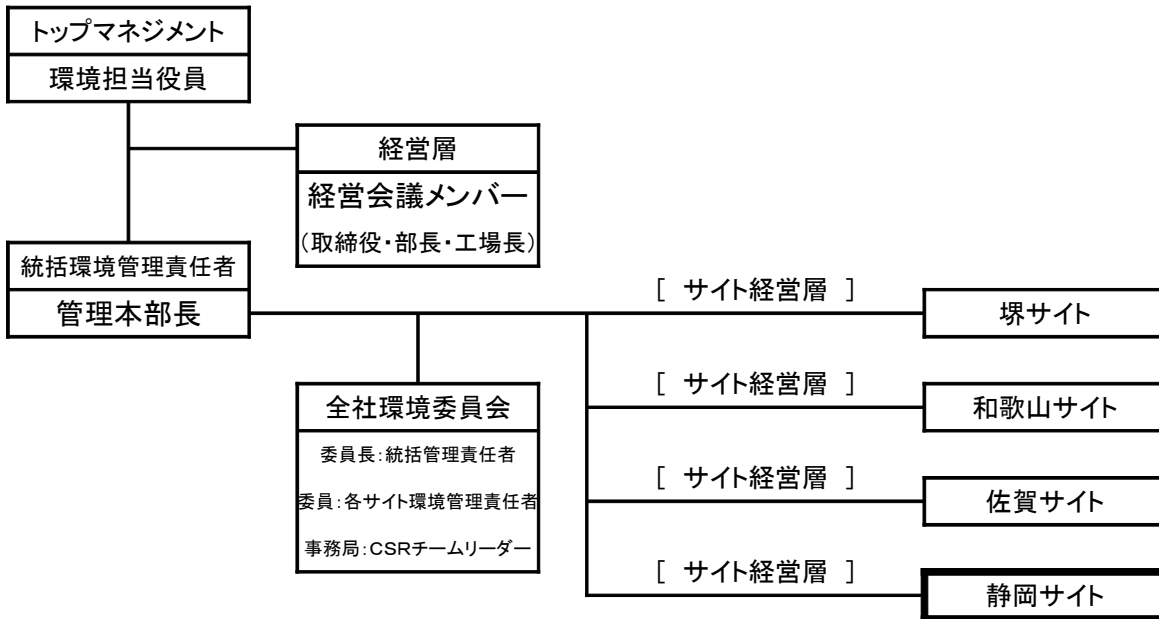 トップマネジメント
環境担当役員
経営層
経営会議メンバー
(取締役・部長・工場長)
統括環境管理責任者
管理本部長
[ サイト経営層 ]
堺サイト
[ サイト経営層 ]
和歌山サイト
[ サイト経営層 ]
佐賀サイト
[ サイト経営層 ]
静岡サイト
全社環境委員会
委員長:統括管理責任者
委員:各サイト環境管理責任者
事務局:CSRチームリーダー